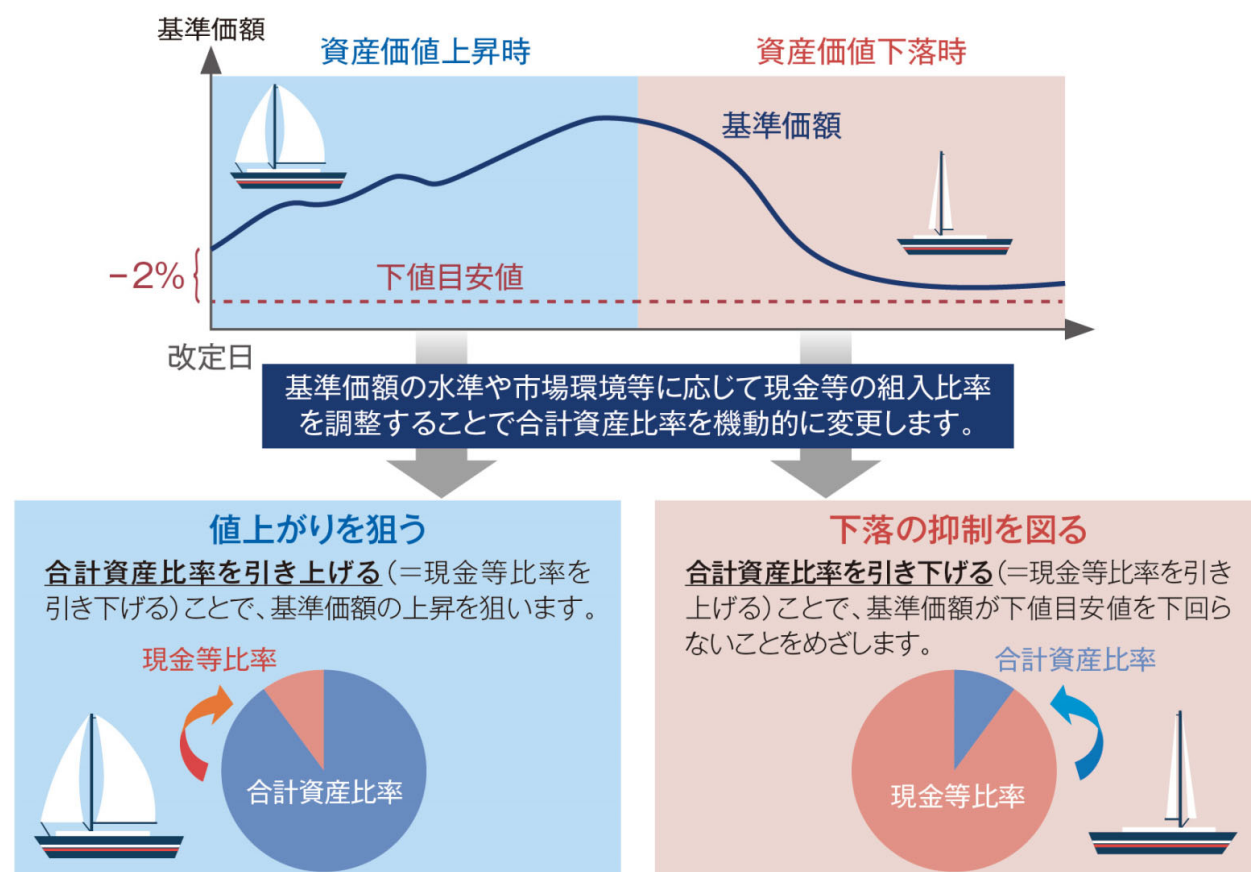 基準価額
資産価値上昇時
資産価値下落時
基準価額
-2%
下値目安値
改定日
基準価額の水準や市場環境等に応じて現金等の組入比率
を調整することで合計資産比率を機動的に変更します。
値上がりを狙う
合計資産比率を引き上げる(=現金等比率を
引き下げる)ことで、基準価額の上昇を狙います。
現金等比率
合計資産比率
下落の抑制を図る
合計資産比率を引き下げる(=現金等比率を引き
上げる)ことで、基準価額が下値目安値を下回ら
ないことをめざします。
合計資産比率
現金等比率